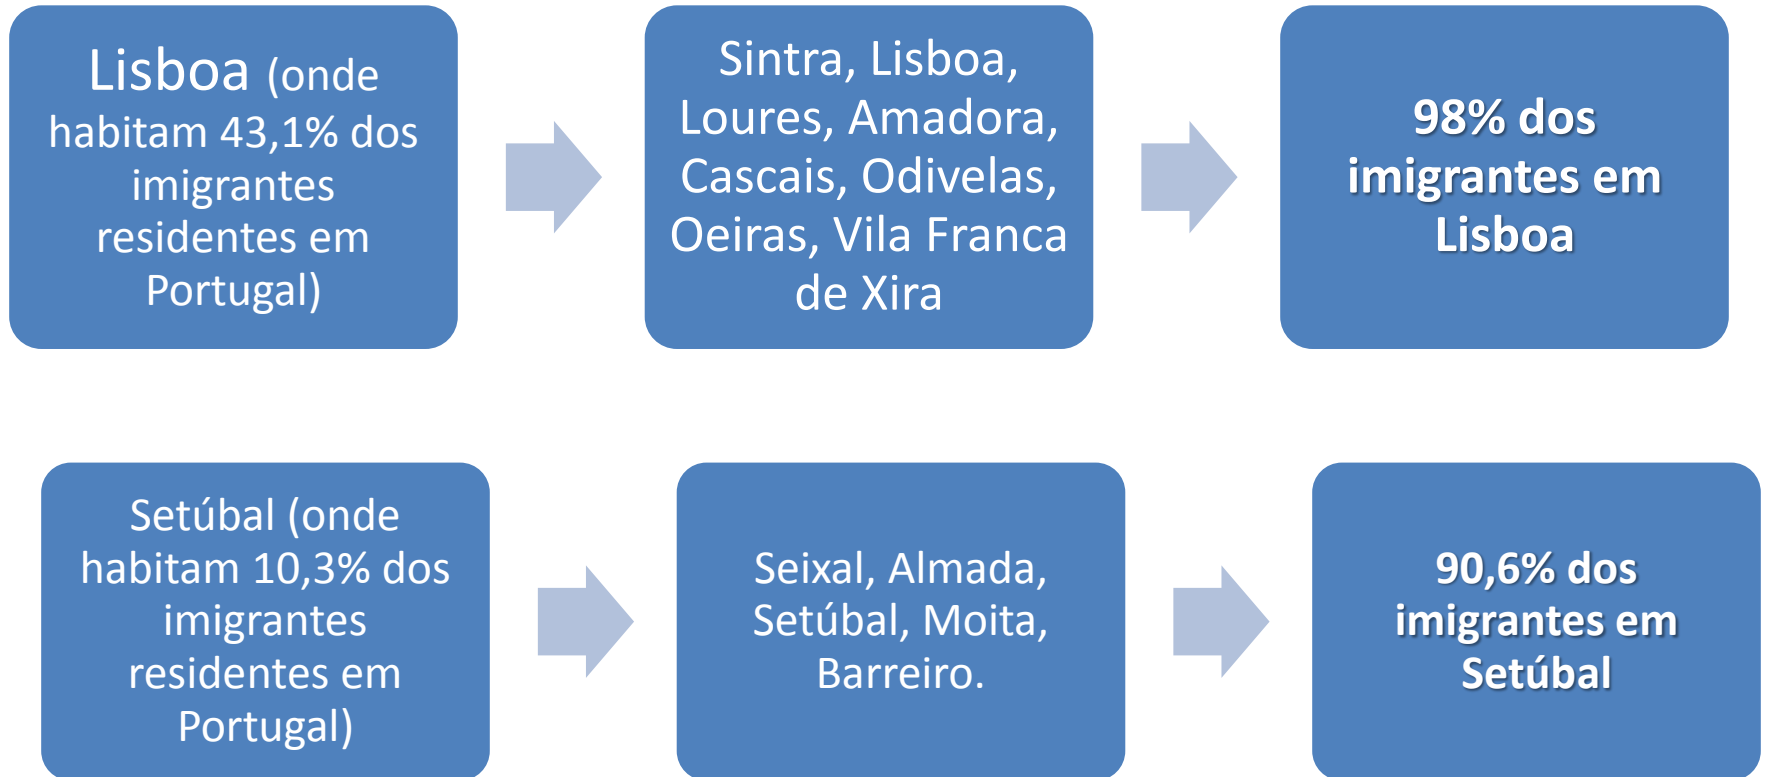 Lisboa (onde
habitam 43,1% dos
imigrantes
residentes em
Portugal)
Sintra, Lisboa,
Loures, Amadora,
Cascais, Odivelas,
Oeiras, Vila Franca
de Xira
98% dos
imigrantes em
Lisboa
Setúbal (onde
habitam 10,3% dos
imigrantes
residentes em
Portugal)
Seixal, Almada,
Setúbal, Moita,
Barreiro.
90,6% dos
imigrantes em
Setúbal